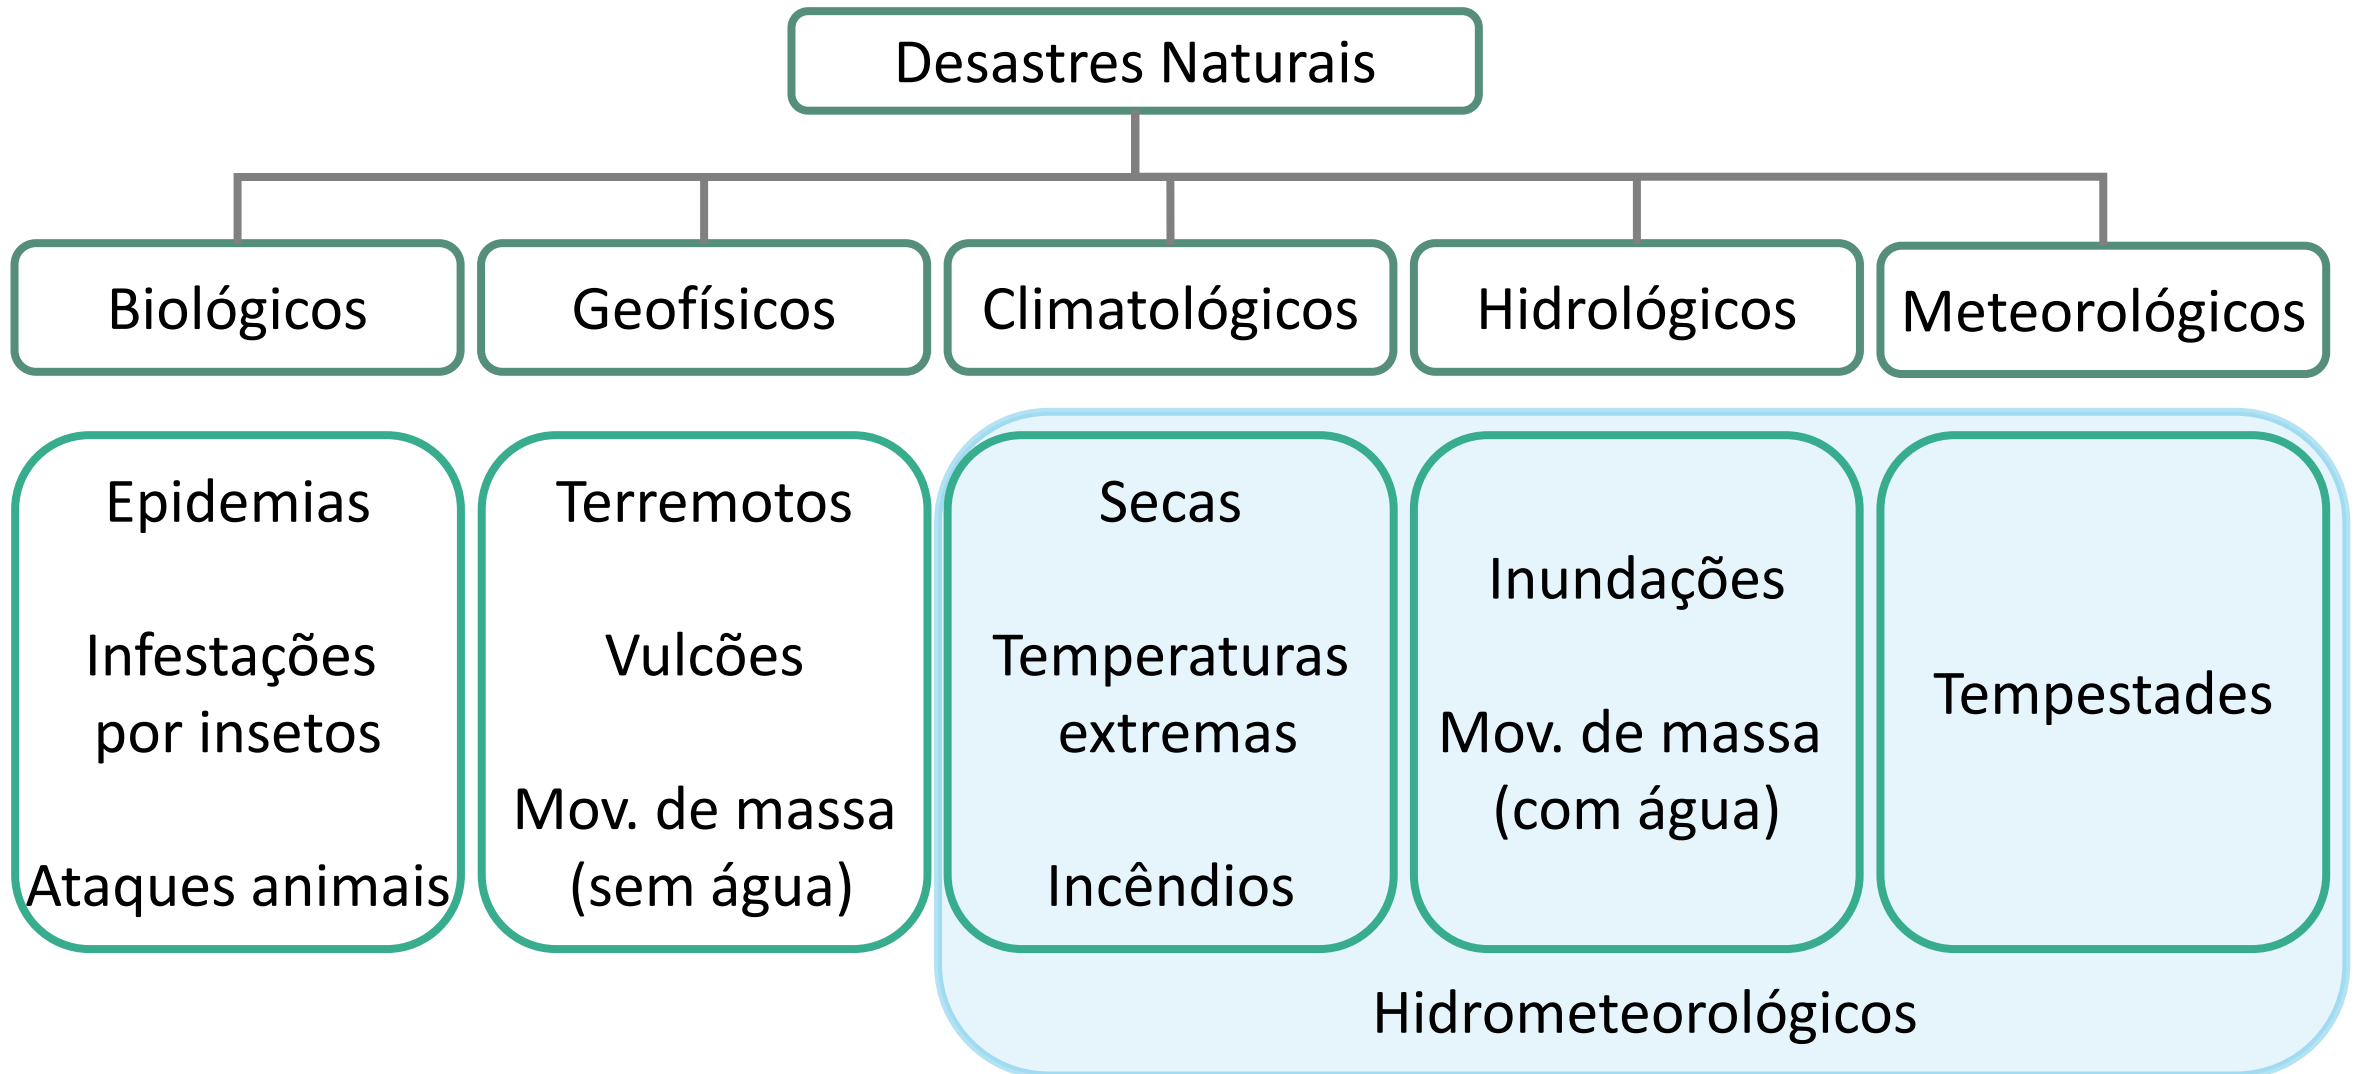 Desastres Naturais
Biológicos
Geofísicos
Climatológicos
Hidrológicos
Meteorológicos
Epidemias
Infestações
por insetos
Ataques animais
Terremotos
Vulcões
Mov. de massa
(sem água)
Secas
Temperaturas
extremas
Incêndios
Inundações
Mov. de massa
(com água)
Tempestades
Hidrometeorológicos